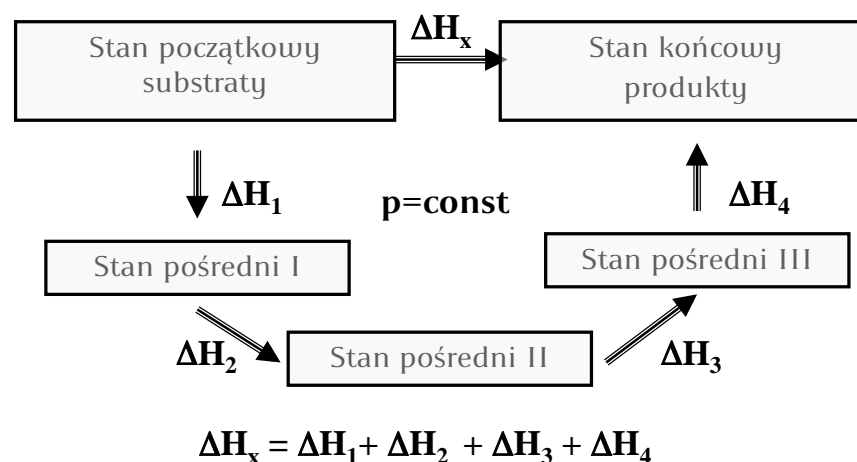 Stan początkowy
substraty
ΔHₓ
Stan końcowy
produkty
ΔH₁
p=const
ΔH₄
Stan pośredni I
Stan pośredni III
ΔH₂
Stan pośredni II
ΔH₃
ΔHₓ = ΔH₁+ ΔH₂ + ΔH₃ + ΔH₄